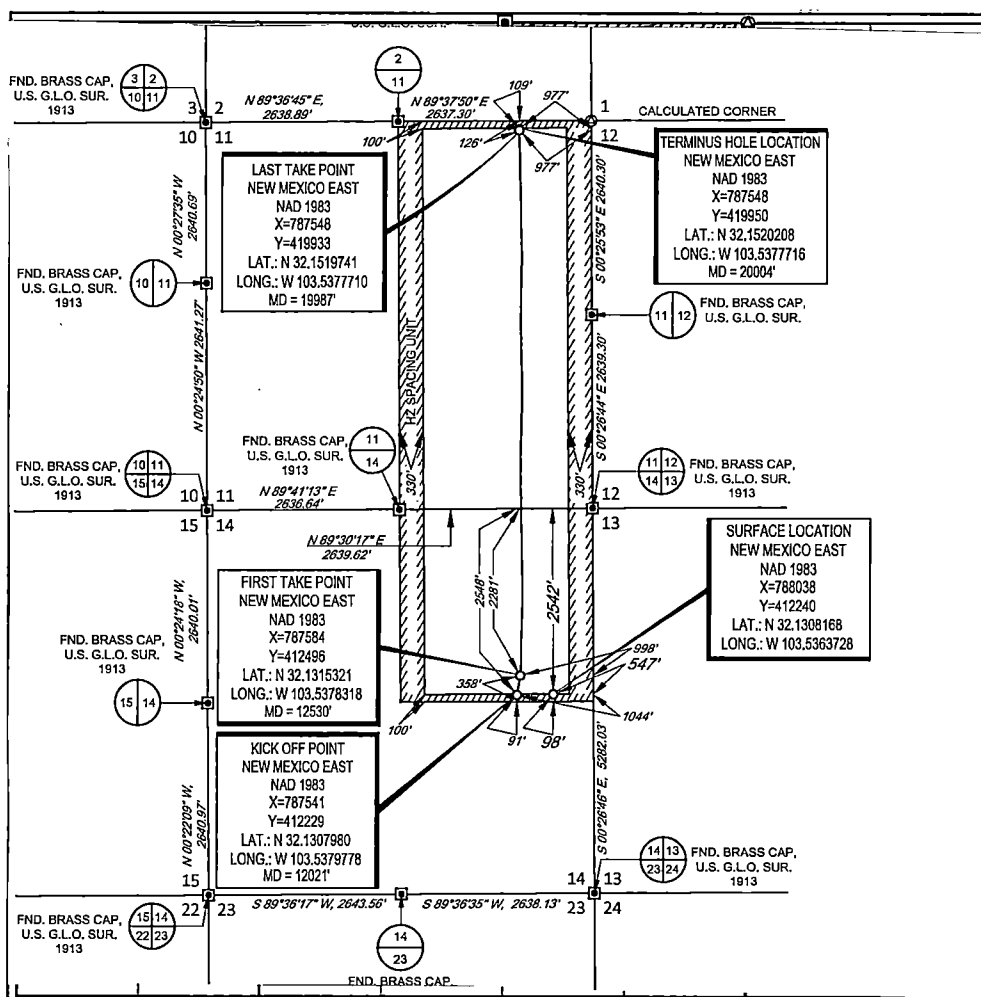 U.S. G.L.O. SUR.
2
11
FND. BRASS CAP,
U.S. G.L.O. SUR.
1913
3 2
10 11
N 89°36'45" E,
2638.89'
N 89°37'50" E
2637.30'
109'
977'
1
CALCULATED CORNER
3 2
10 11
100'
126'
977'
12
LAST TAKE POINT
NEW MEXICO EAST
NAD 1983
X=787548
Y=419933
LAT.: N 32.1519741
LONG.: W 103.5377710
MD = 19987'
TERMINUS HOLE LOCATION
NEW MEXICO EAST
NAD 1983
X=787548
Y=419950
LAT.: N 32.1520208
LONG.: W 103.5377716
MD = 20004'
N 00°27'35" W
2640.69'
S 00°25'53" E 2640.30'
FND. BRASS CAP,
U.S. G.L.O. SUR.
1913
10 11
11 12
FND. BRASS CAP,
U.S. G.L.O. SUR.
N 00°24'50" W 2641.27'
HZ SPACING UNIT
S 00°26'44" E 2639.30'
FND. BRASS CAP,
U.S. G.L.O. SUR.
1913
11
14
FND. BRASS CAP,
U.S. G.L.O. SUR.
1913
10 11
15 14
330'
330'
11 12
14 13
FND. BRASS CAP,
U.S. G.L.O. SUR.
1913
10 11
15 14
N 89°41'13" E
2636.64'
12
13
N 89°30'17" E
2639.62'
SURFACE LOCATION
NEW MEXICO EAST
NAD 1983
X=788038
Y=412240
LAT.: N 32.1308168
LONG.: W 103.5363728
2548'
2281'
2542'
FIRST TAKE POINT
NEW MEXICO EAST
NAD 1983
X=787584
Y=412496
LAT.: N 32.1315321
LONG.: W 103.5378318
MD = 12530'
N 00°24'18" W,
2640.01'
FND. BRASS CAP,
U.S. G.L.O. SUR.
1913
15 14
998'
547'
358'
1044'
100'
91'
98'
KICK OFF POINT
NEW MEXICO EAST
NAD 1983
X=787541
Y=412229
LAT.: N 32.1307980
LONG.: W 103.5379778
MD = 12021'
S 00°26'46" E, 5282.03'
N 00°22'09" W,
2640.97'
14 13
23 24
FND. BRASS CAP,
U.S. G.L.O. SUR.
1913
15
22 23
S 89°36'17" W, 2643.56'
S 89°36'35" W, 2638.13'
14 13
23 24
FND. BRASS CAP,
U.S. G.L.O. SUR.
1913
15 14
22 23
14
23
FND. BRASS CAP,